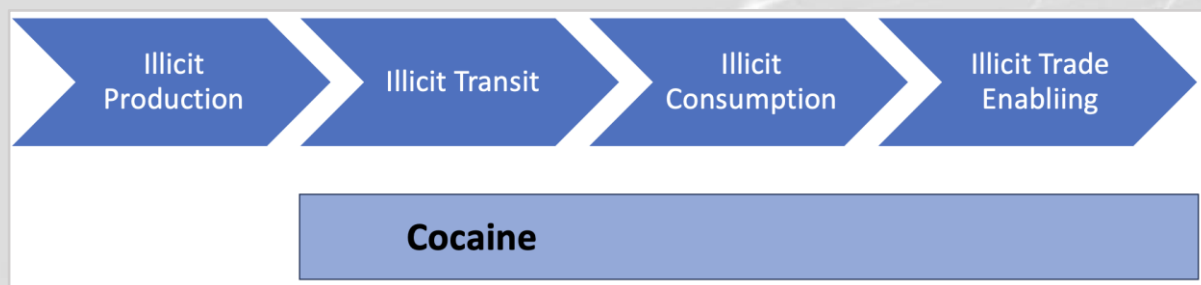 Illicit
Production
Illicit Transit
Illicit
Consumption
Illicit Trade
Enabliing
Cocaine